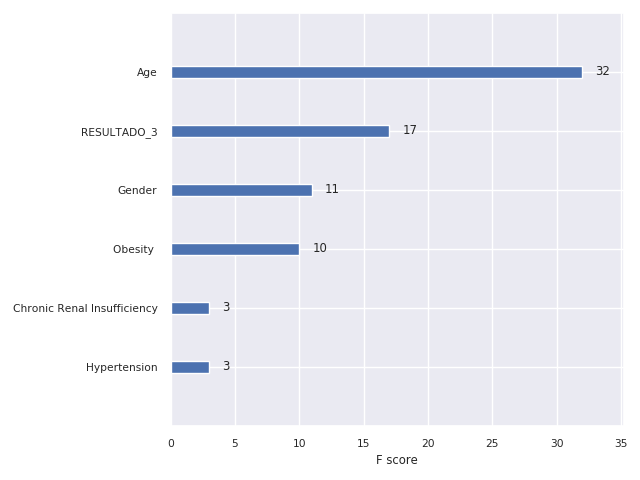 Age 32
RESULTADO_3 17
Gender 11
Obesity 10
Chronic Renal Insufficiency 3
Hypertension 3
0 5 10 15 20 25 30 35
F score